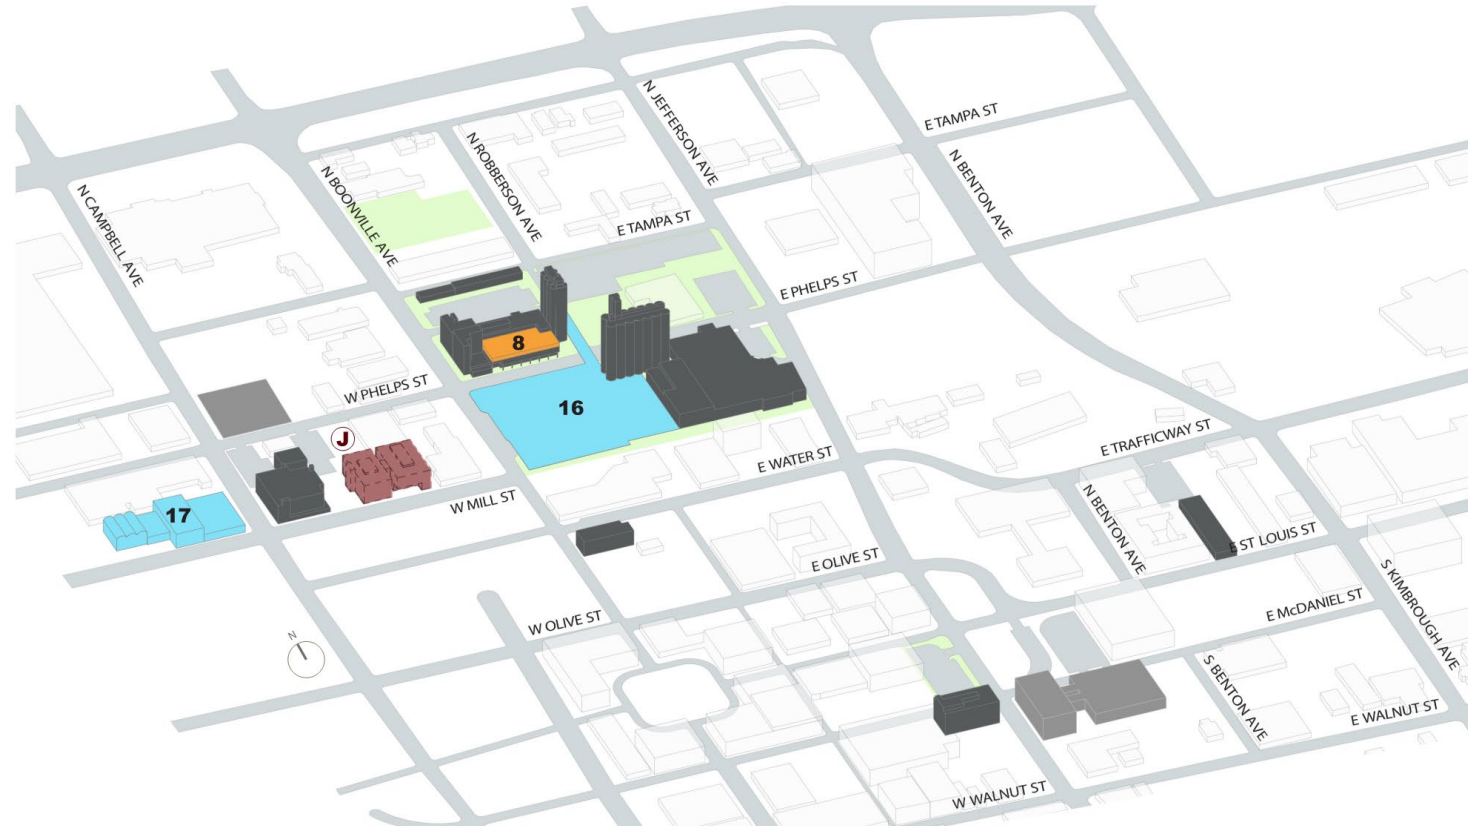 E TAMPA ST
N JEFFERSON AVE
N ROBBERSON AVE
N BENTON AVE
N BOONVILLE AVE
N CAMPBELL AVE
E TAMPA ST
E PHELPS ST
8
W PHELPS ST
16
J
E TRAFFICWAY ST
E WATER ST
W MILL ST
17
N BENTON AVE
E ST LOUIS ST
E OLIVE ST
S KIMBROUGH AVE
E McDANIEL ST
W OLIVE ST
N
S BENTON AVE
E WALNUT ST
W WALNUT ST